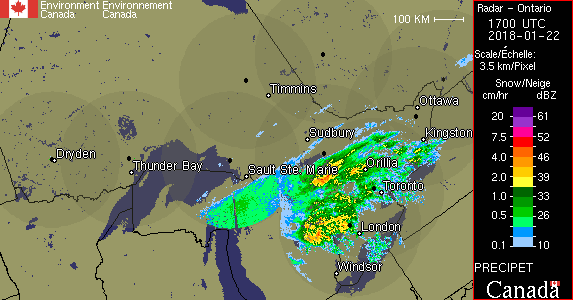 Environment Environnement
Canada Canada
100 KM
Radar - Ontario
1700 UTC
2018-01-22
Scale/Échelle:
3.5 km/Pixel
Snow/Neige
cm/hr dBZ
20 61
7.5 52
4.0 46
2.0 39
1.0 33
0.5 26
0.1 10
PRECIPET
Canada
Timmins
Ottawa
Sudbury
Kingston
Dryden
Thunder Bay
Sault Ste. Marie
Orillia
Toronto
London
Windsor